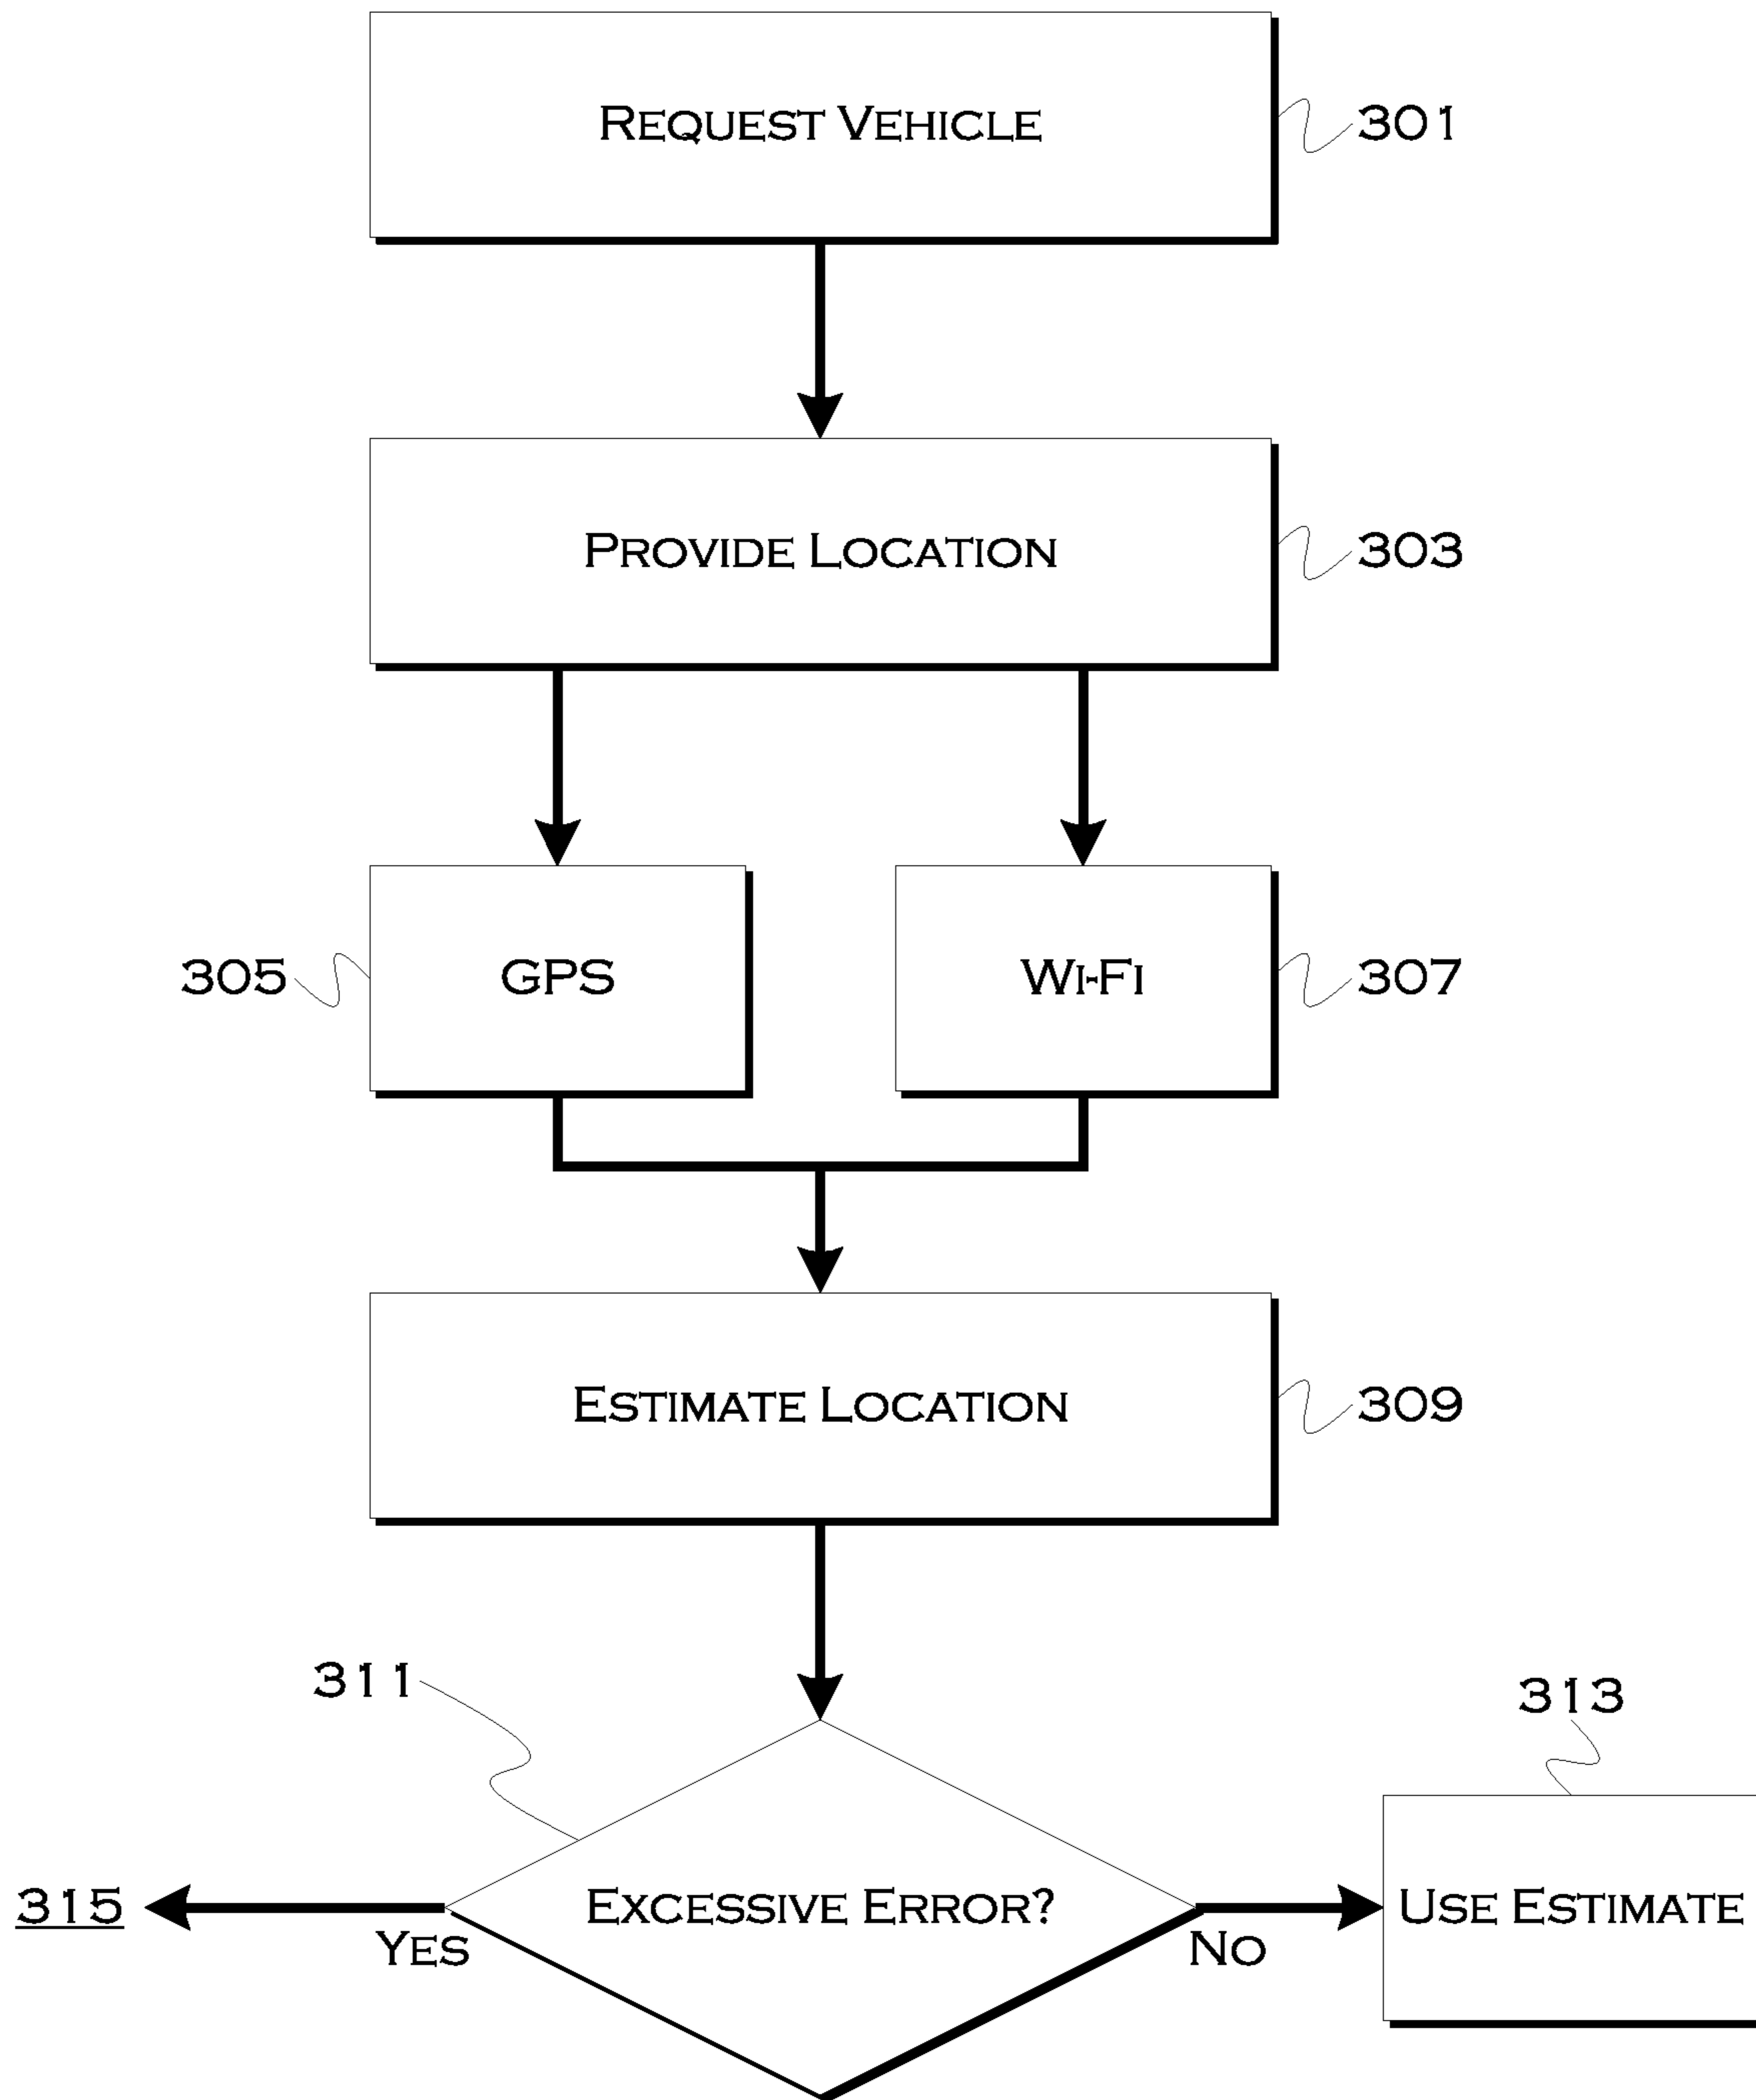 Request Vehicle
301
Provide Location
303
305
GPS
Wi-Fi
307
Estimate Location
309
311
313
315
Excessive Error?
Use Estimate
Yes
No